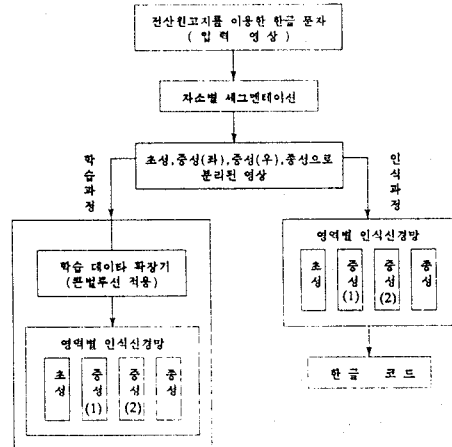 전산원고지를 이용한 한글 문자
( 입 력 영 상 )
자소별 세그멘테이션
초성,중성(좌),중성(우),종성으로
분리된 영상
학습과정
인식과정
학습 데이타 확장기
(콘벌루션 적용)
영역별 인식신경망
초성
중성(1)
중성(2)
종성
영역별 인식신경망
초성
중성(1)
중성(2)
종성
한 글 코 드